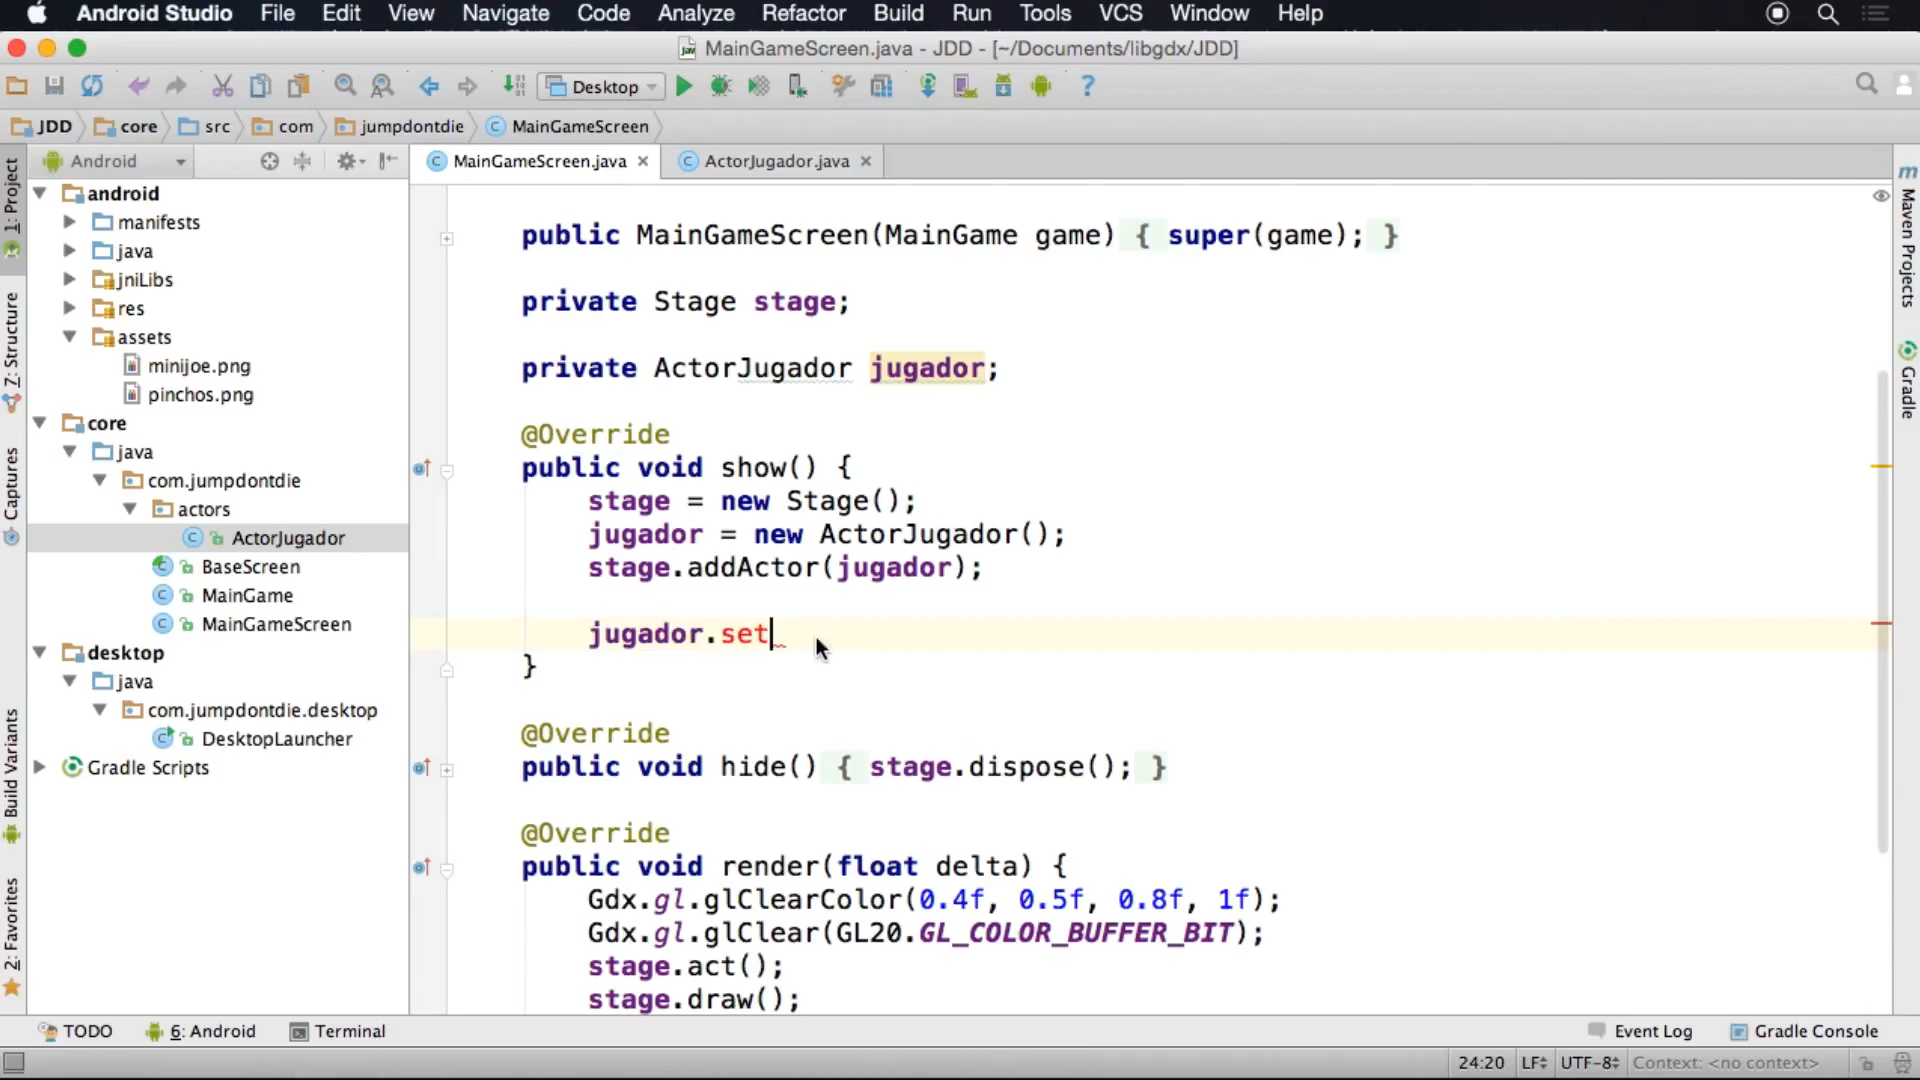 Android Studio File Edit View Navigate Code Analyze Refactor Build Run Tools VCS Window Help
MainGameScreen.java - JDD - [~/Documents/libgdx/JDD]
Desktop
JDD core src com jumpdontdie MainGameScreen
Android
MainGameScreen.java
ActorJugador.java
1: Project
7: Structure
Captures
Build Variants
2: Favorites
android
manifests
java
jniLibs
res
assets
minijoe.png
pinchos.png
core
java
com.jumpdontdie
actors
ActorJugador
BaseScreen
MainGame
MainGameScreen
desktop
java
com.jumpdontdie.desktop
DesktopLauncher
Gradle Scripts
public MainGameScreen(MainGame game) { super(game); }
private Stage stage;
private ActorJugador jugador;
@Override
public void show() {
stage = new Stage();
jugador = new ActorJugador();
stage.addActor(jugador);
jugador.set
}
@Override
public void hide() { stage.dispose(); }
@Override
public void render(float delta) {
Gdx.gl.glClearColor(0.4f, 0.5f, 0.8f, 1f);
Gdx.gl.glClear(GL20.GL_COLOR_BUFFER_BIT);
stage.act();
stage.draw();
Maven Projects
Gradle
TODO 6: Android Terminal Event Log Gradle Console
24:20 LF UTF-8 Context: <no context>